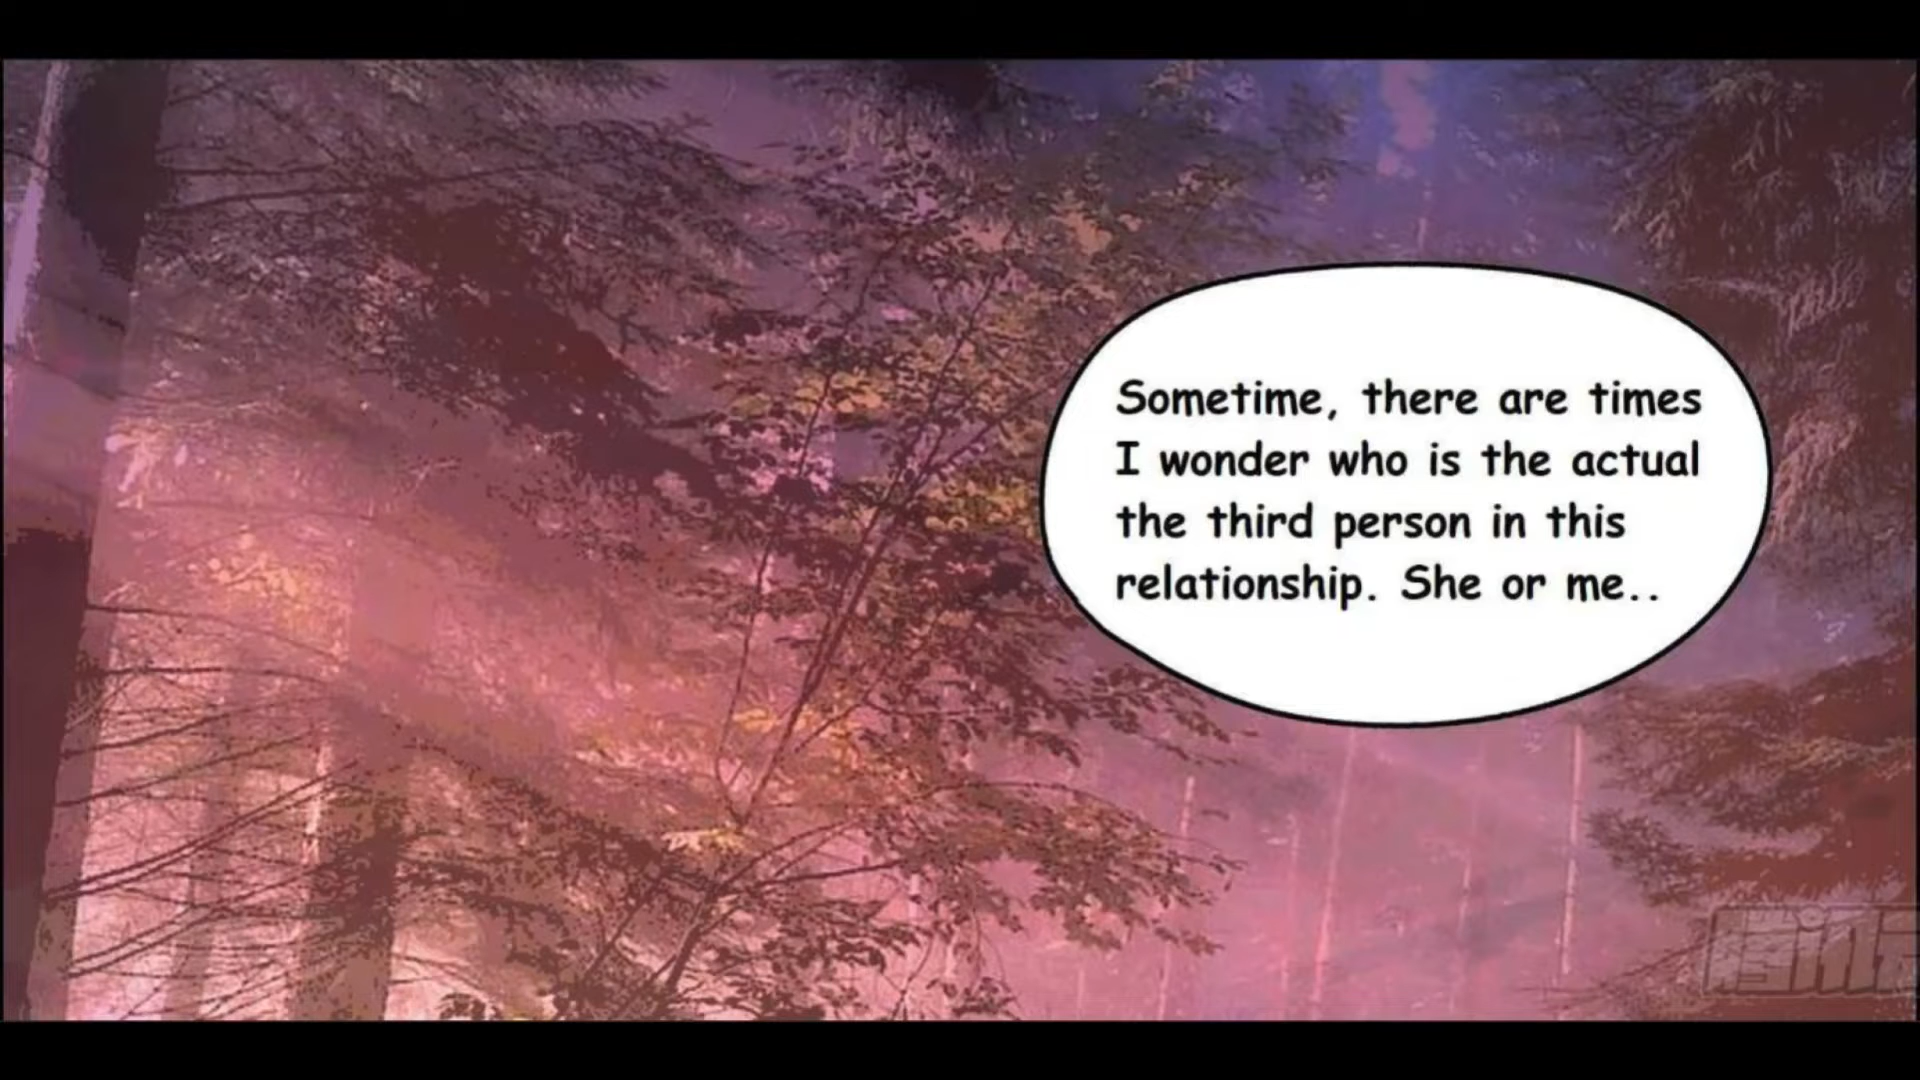 Sometime, there are times
I wonder who is the actual
the third person in this
relationship. She or me..